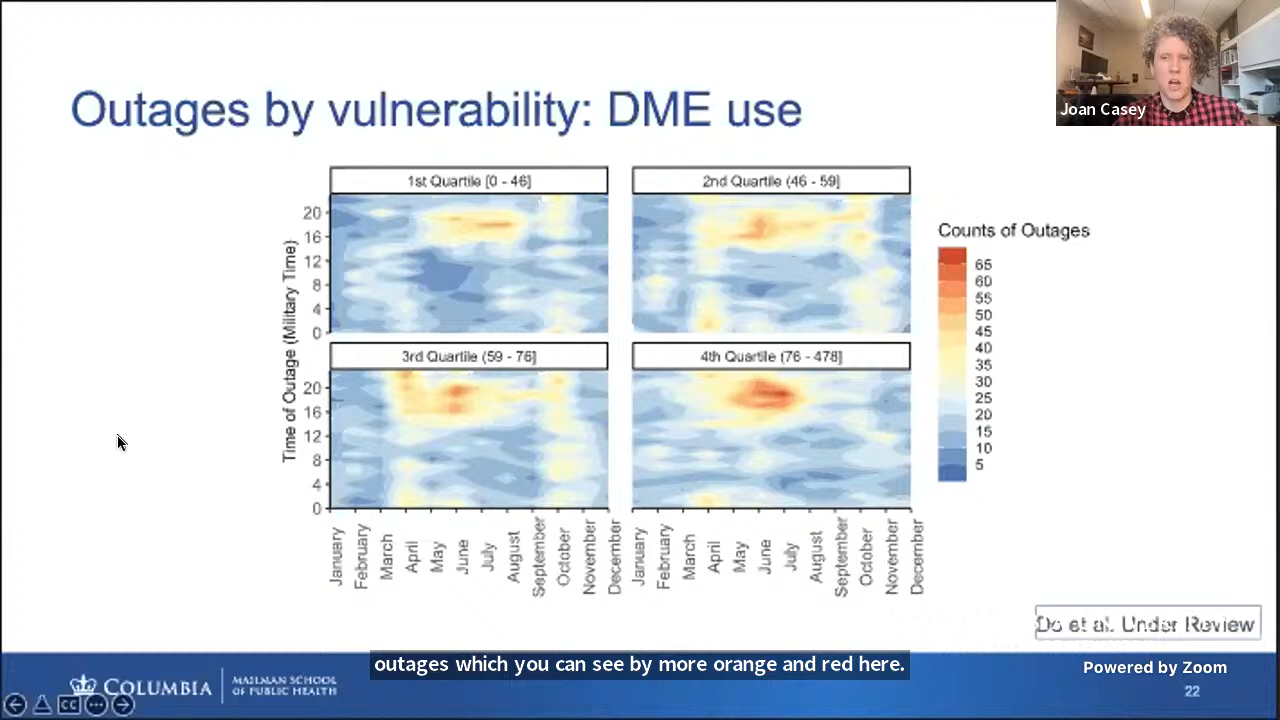 Joan Casey
Outages by vulnerability: DME use
1st Quartile [0 - 46]
2nd Quartile (46 - 59]
3rd Quartile (59 - 76]
4th Quartile (76 - 478]
Time of Outage (Military Time)
20
16
12
8
4
0
20
16
12
8
4
0
January
February
March
April
May
June
July
August
September
October
November
December
January
February
March
April
May
June
July
August
September
October
November
December
Counts of Outages
65
60
55
50
45
40
35
30
25
20
15
10
5
Do et al. Under Review
outages which you can see by more orange and red here.
COLUMBIA
MAILMAN SCHOOL
OF PUBLIC HEALTH
CC
Powered by Zoom
22